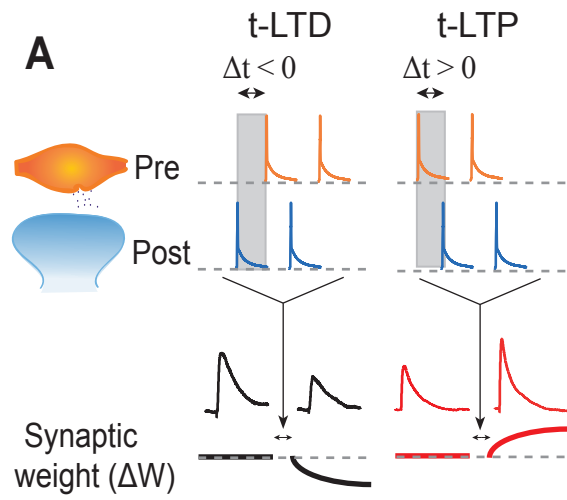 A
t-LTD
t-LTP
Δt < 0
Δt > 0
Pre
Post
Synaptic
weight (ΔW)